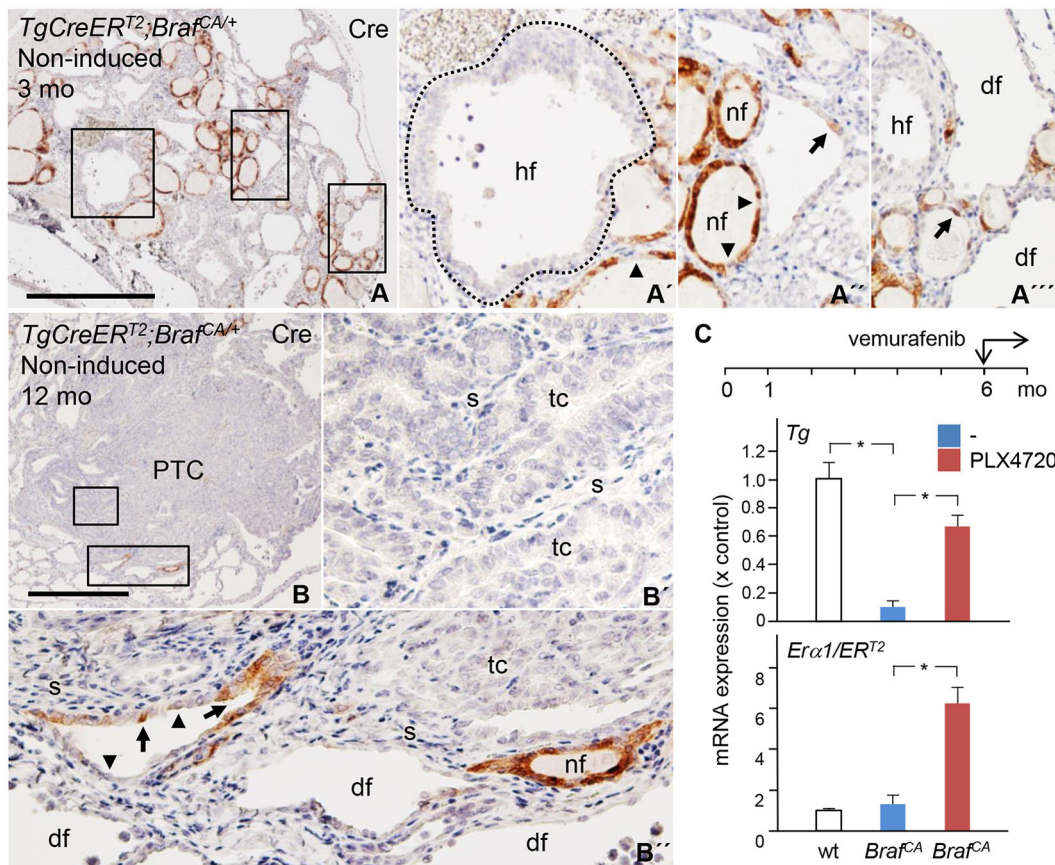 TgCreER^T2;Braf^CA/+ Cre
Non-induced
3 mo
A
hf
A´
nf
nf
A´´
hf
df
df
A´´´
TgCreER^T2;Braf^CA/+ Cre
Non-induced
12 mo
PTC
B
s
tc
s
tc
B´
s
tc
s
nf
df
df
df
B´´
C
vemurafenib
0 1 6 mo
Tg
-
PLX4720
*
*
1.2
1.0
0.8
0.6
0.4
0.2
0
mRNA expression (x control)
Erα1/ER^T2
*
8
6
4
2
0
wt Braf^CA Braf^CA